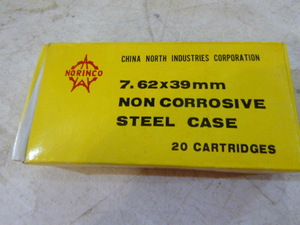 CHINA NORTH INDUSTRIES CORPORATION
NORINCO
7.62x39mm
NON CORROSIVE
STEEL CASE
20 CARTRIDGES